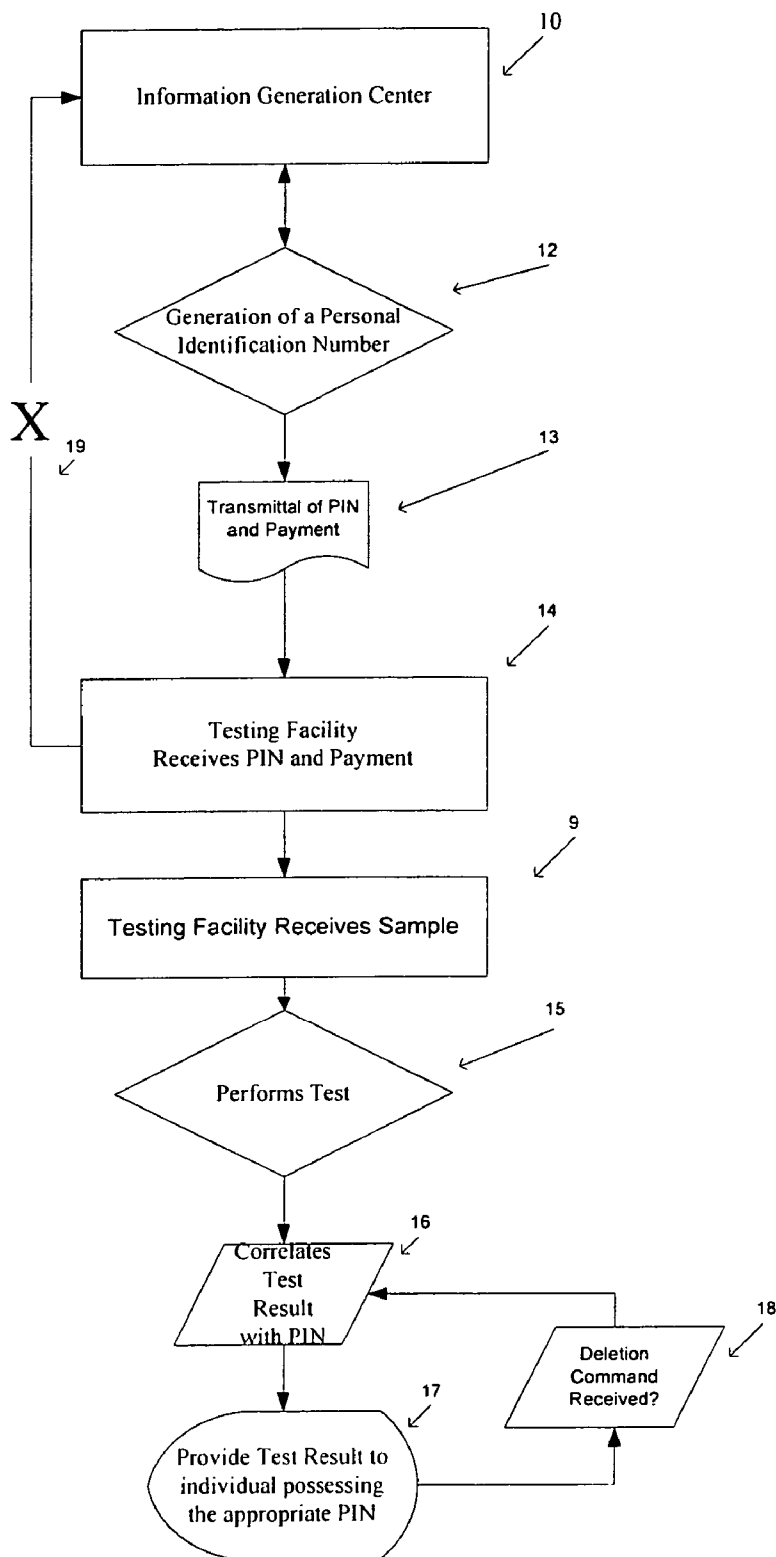 10
Information Generation Center
12
Generation of a Personal
Identification Number
X
19
13
Transmittal of PIN
and Payment
14
Testing Facility
Receives PIN and Payment
9
Testing Facility Receives Sample
15
Performs Test
16
Correlates
Test
Result
with PIN
18
Deletion
Command
Received?
17
Provide Test Result to
individual possessing
the appropriate PIN